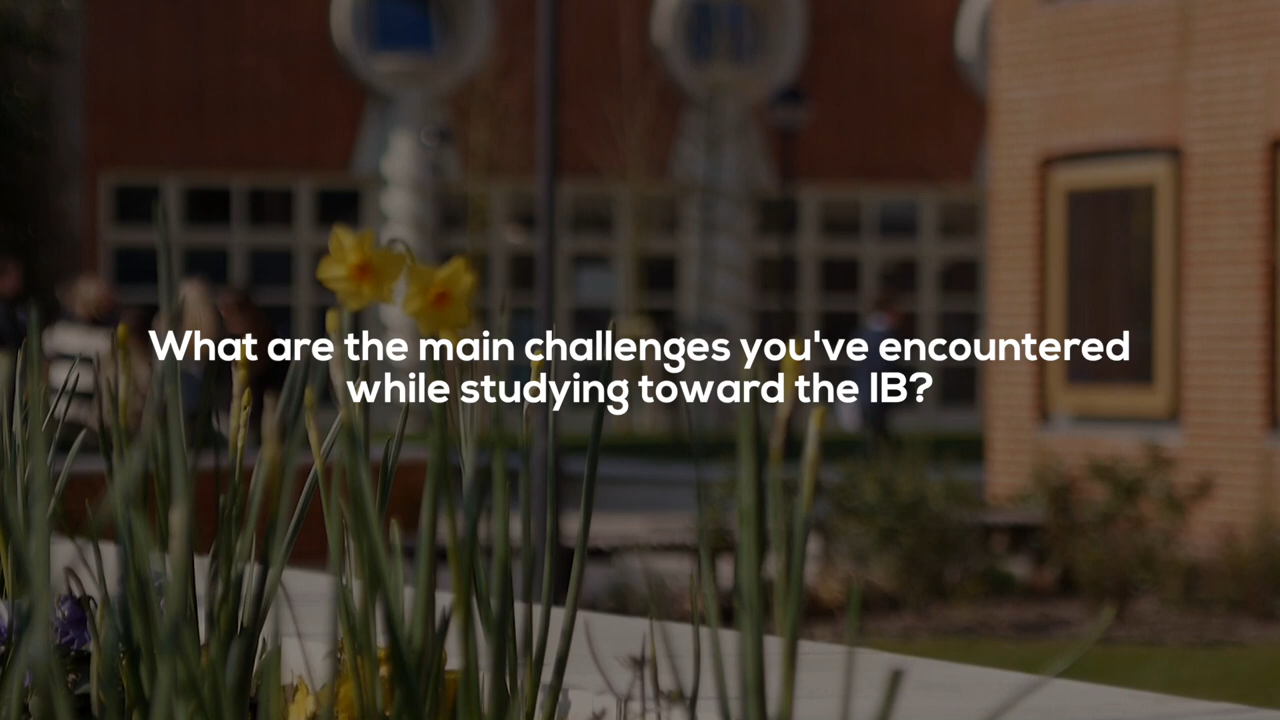 What are the main challenges you've encountered
while studying toward the IB?